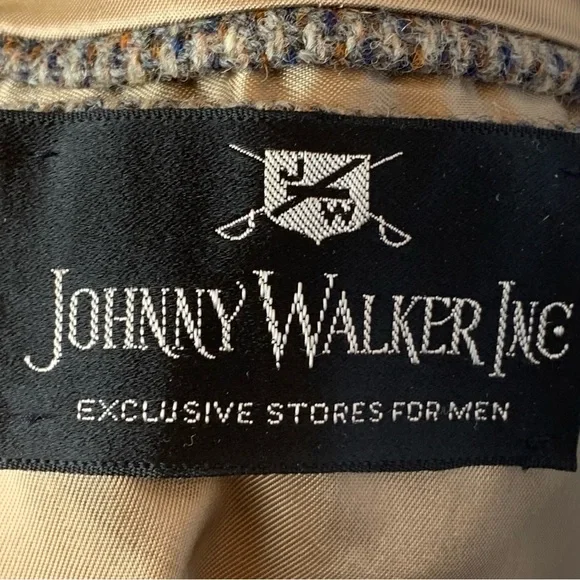 J
W
JOHNNY WALKER INC.
EXCLUSIVE STORES FOR MEN